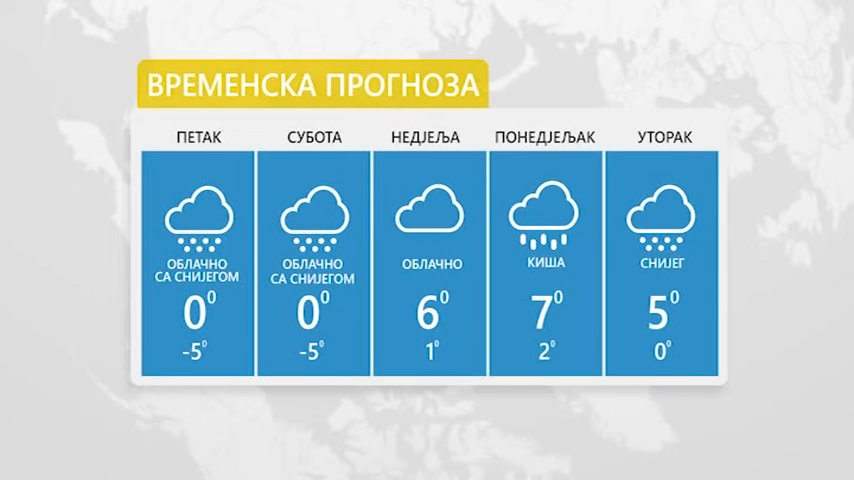 ВРЕМЕНСКА ПРОГНОЗА
ПЕТАК
ОБЛАЧНО
СА СНИЈЕГОМ
0⁰
-5⁰
СУБОТА
ОБЛАЧНО
СА СНИЈЕГОМ
0⁰
-5⁰
НЕДЈЕЉА
ОБЛАЧНО
6⁰
1⁰
ПОНЕДЈЕЉАК
КИША
7⁰
2⁰
УТОРАК
СНИЈЕГ
5⁰
0⁰